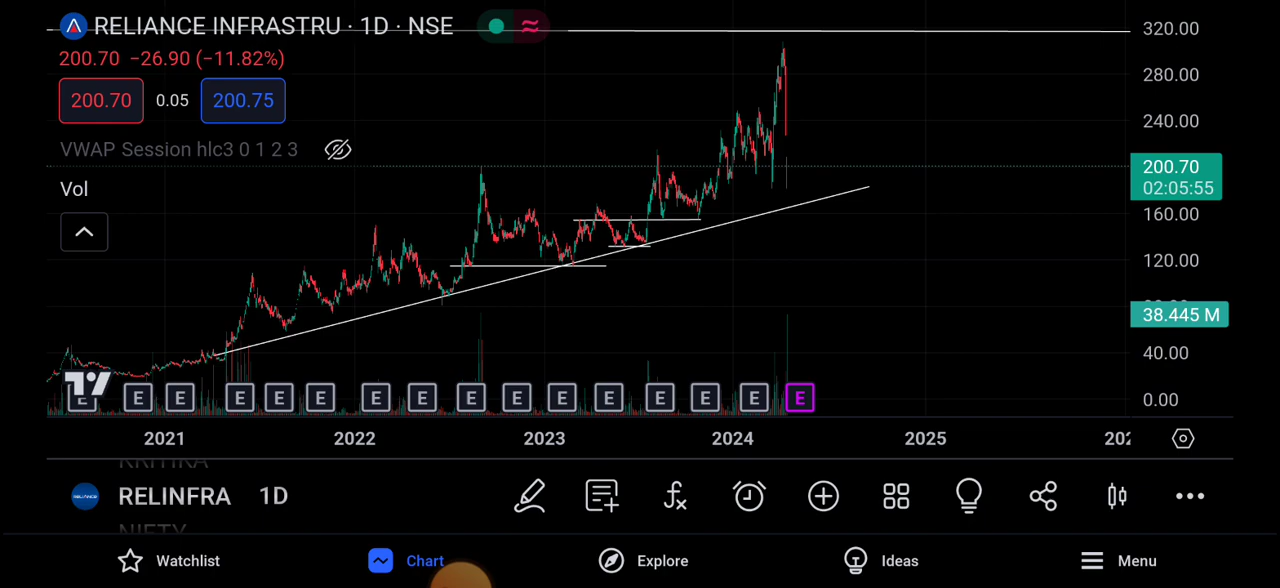 RELIANCE INFRASTRU · 1D · NSE
200.70 −26.90 (−11.82%)
200.70 0.05 200.75
VWAP Session hlc3 0 1 2 3
Vol
320.00
280.00
240.00
200.70
02:05:55
160.00
120.00
38.445 M
40.00
0.00
E E E E E E E E E E E E E E E E
2021 2022 2023 2024 2025
KRITIKA
RELINFRA 1D
NIFTY
Watchlist Chart Explore Ideas Menu